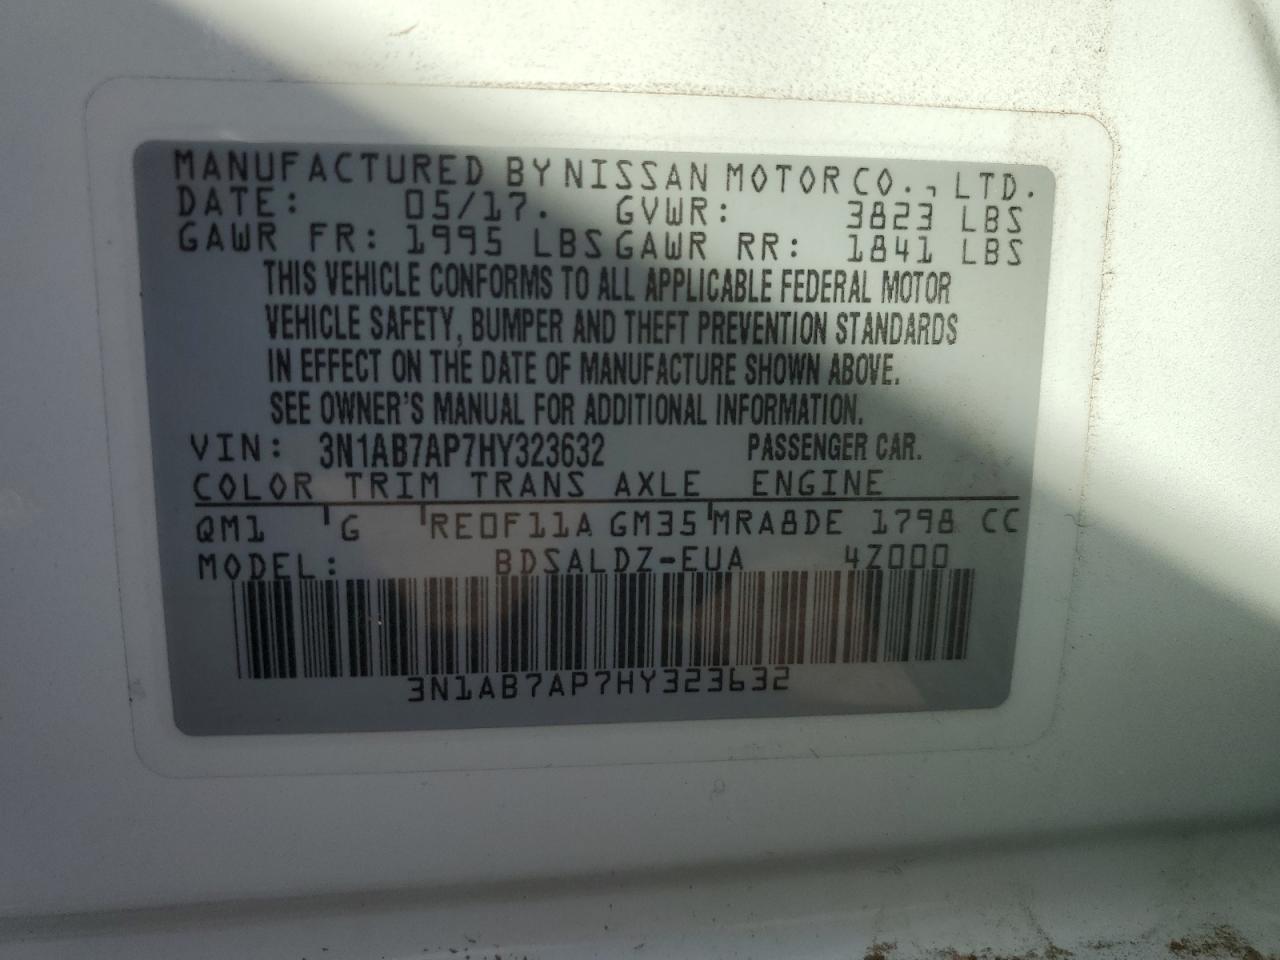 MANUFACTURED BY NISSAN MOTOR CO., LTD.
DATE: 05/17. GVWR: 3823 LBS
GAWR FR: 1995 LBS GAWR RR: 1841 LBS
THIS VEHICLE CONFORMS TO ALL APPLICABLE FEDERAL MOTOR
VEHICLE SAFETY, BUMPER AND THEFT PREVENTION STANDARDS
IN EFFECT ON THE DATE OF MANUFACTURE SHOWN ABOVE.
SEE OWNER'S MANUAL FOR ADDITIONAL INFORMATION.
VIN: 3N1AB7AP7HY323632 PASSENGER CAR.
COLOR TRIM TRANS AXLE ENGINE
QM1 G RE0F11A GM35 MRA8DE 1798 CC
MODEL: BDSALDZ-EUA 4Z000
3N1AB7AP7HY323632